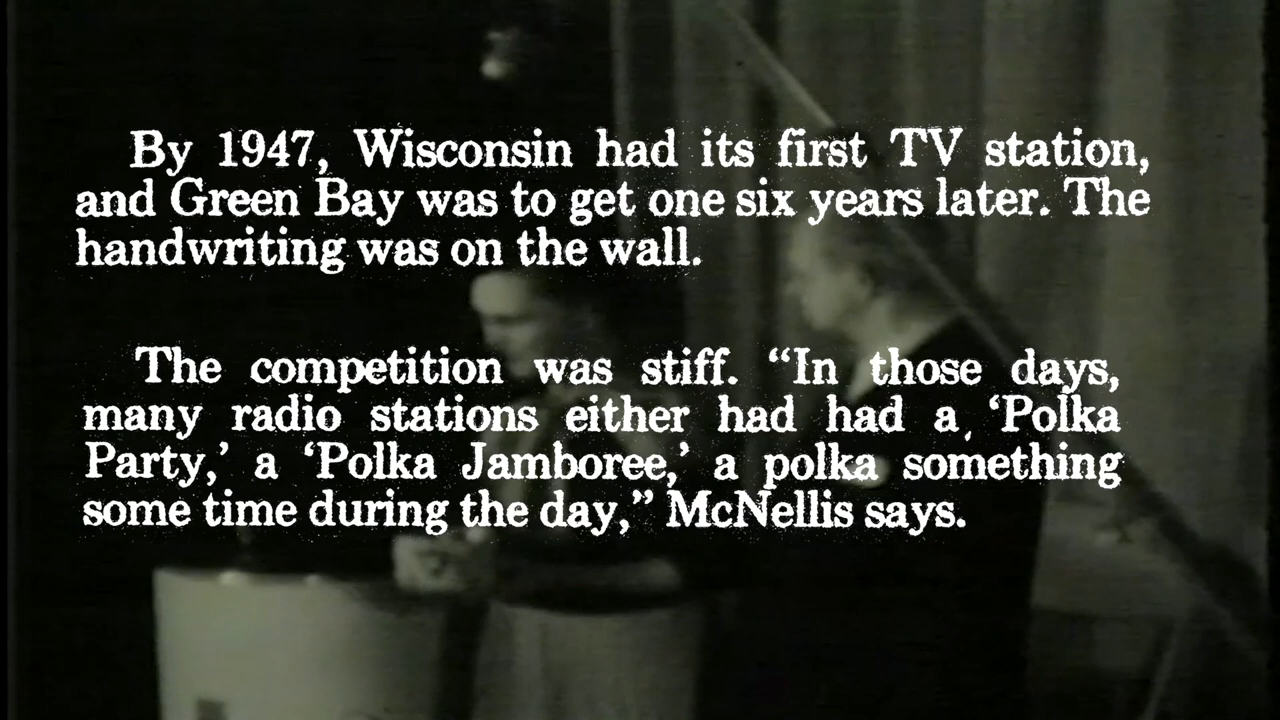 By 1947, Wisconsin had its first TV station,
and Green Bay was to get one six years later. The
handwriting was on the wall.
The competition was stiff. “In those days,
many radio stations either had had a ‘Polka
Party,’ a ‘Polka Jamboree,’ a polka something
some time during the day,” McNellis says.